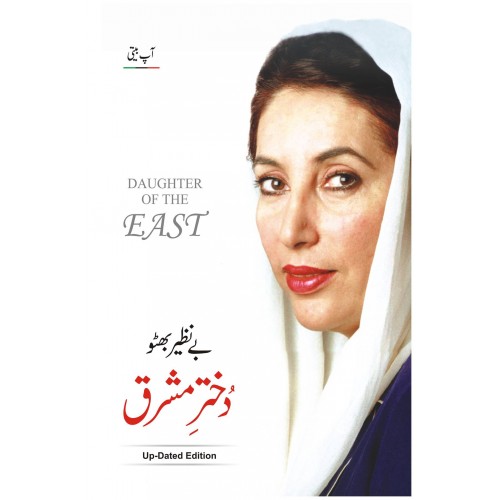 آپ بیتی
DAUGHTER
OF THE
EAST
بے نظیر بھٹو
دُخترِ مشرق
Up-Dated Edition